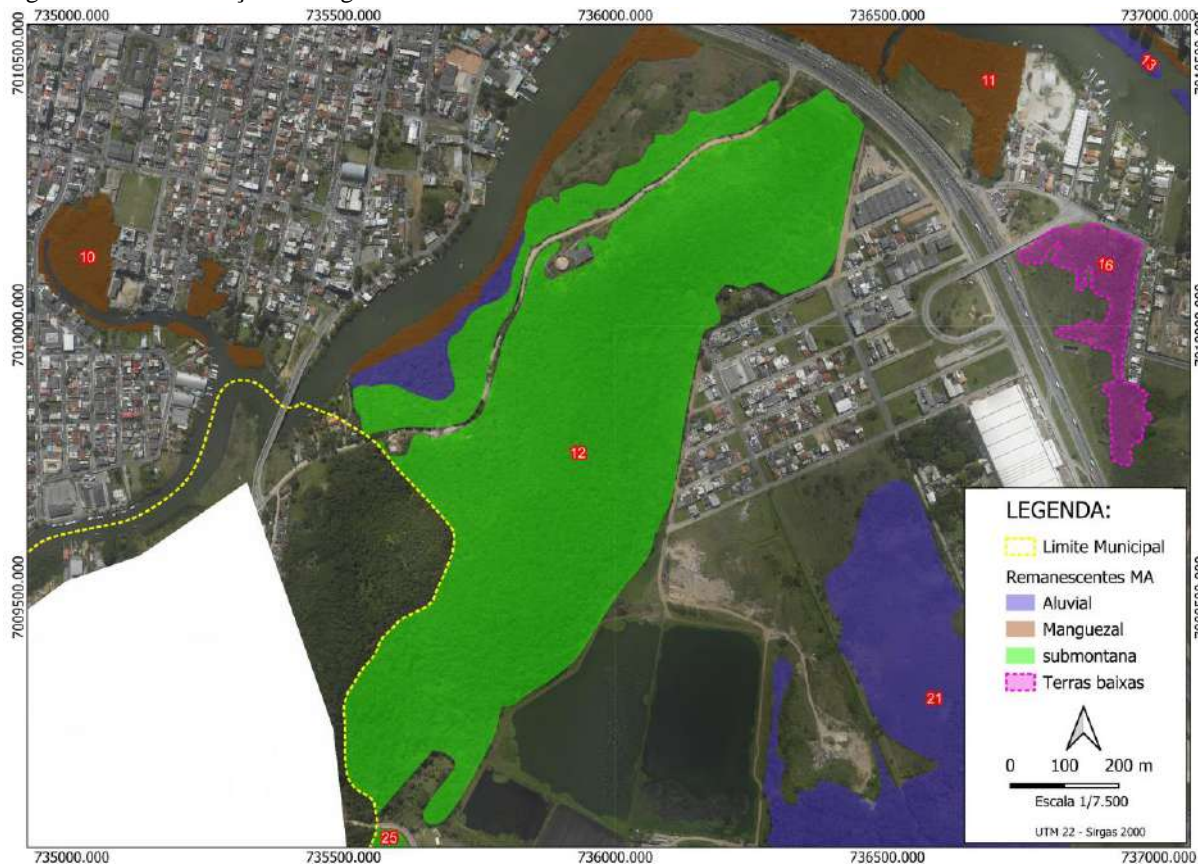 735000.000 735500.000 736000.000 736500.000 737000.000
7010500.000
11
13
10
16
7010000.000
12
LEGENDA:
Limite Municipal
Remanescentes MA
Aluvial
Manguezal
submontana
Terras baixas
7009500.000
21
0 100 200 m
Escala 1/7.500
UTM 22 - Sirgas 2000
25
735000.000 735500.000 736000.000 736500.000 737000.000